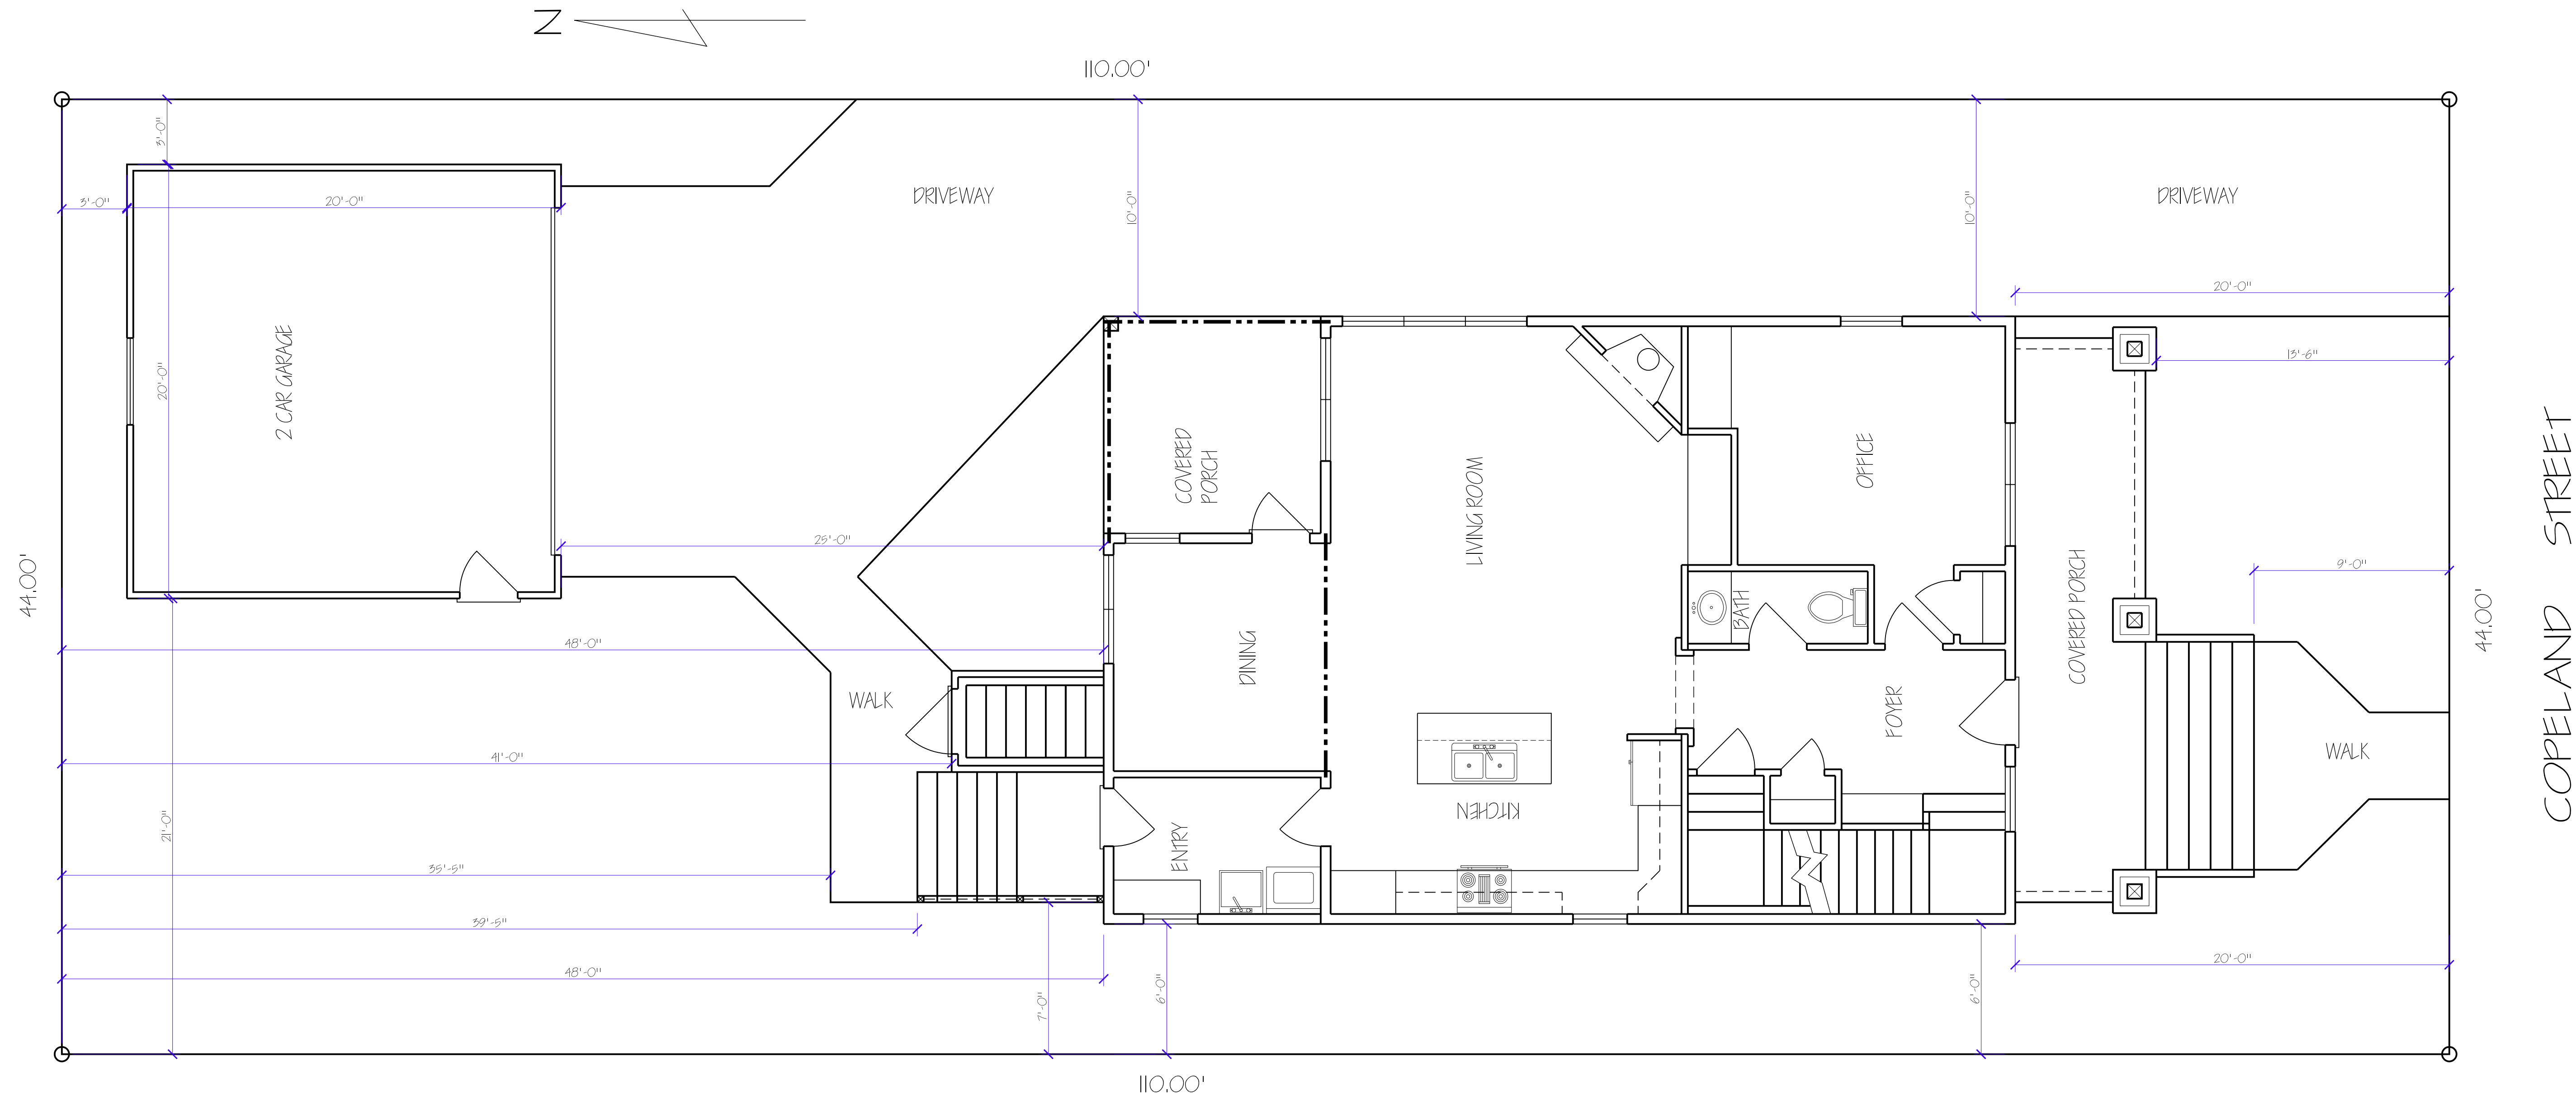 N
110.00'
3'-0"
3'-0"
20'-0"
DRIVEWAY
10'-0"
10'-0"
DRIVEWAY
20'-0"
13'-6"
2 CAR GARAGE
20'-0"
COVERED
PORCH
LIVING ROOM
OFFICE
25'-0"
9'-0"
44.00'
44.00'
COPELAND STREET
48'-0"
DINING
BATH
COVERED PORCH
WALK
FOYER
41'-0"
WALK
KITCHEN
21'-0"
ENTRY
35'-5"
39'-5"
48'-0"
7'-0"
6'-0"
6'-0"
20'-0"
110.00'